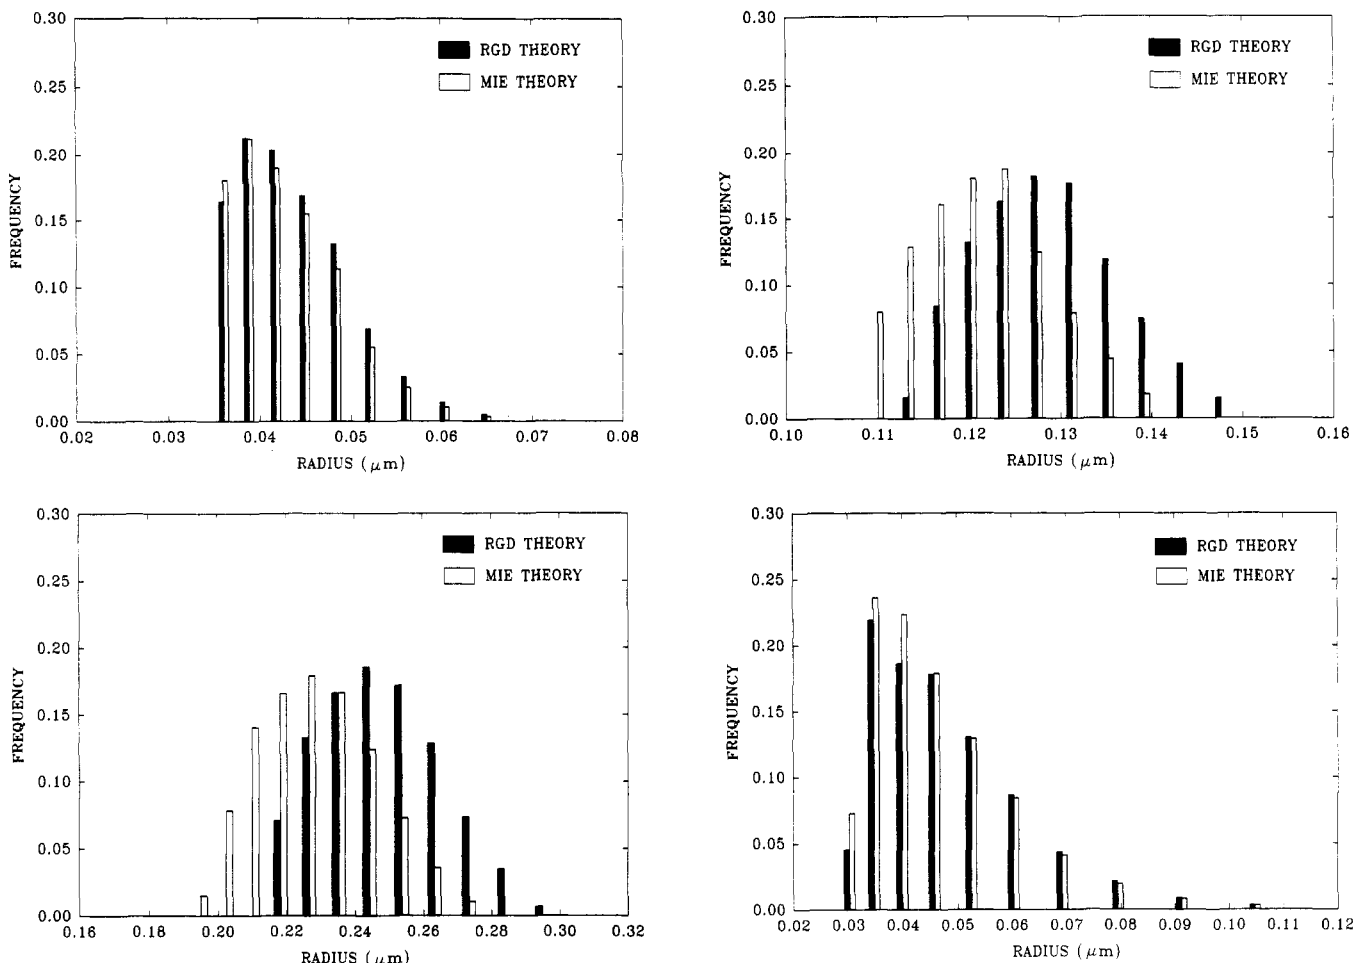 0.30
0.25
0.20
0.15
0.10
0.05
0.00
FREQUENCY
RGD THEORY
MIE THEORY
0.02 0.03 0.04 0.05 0.06 0.07 0.08
RADIUS (μm)
0.30
0.25
0.20
0.15
0.10
0.05
0.00
FREQUENCY
RGD THEORY
MIE THEORY
0.10 0.11 0.12 0.13 0.14 0.15 0.16
RADIUS (μm)
0.30
0.25
0.20
0.15
0.10
0.05
0.00
FREQUENCY
RGD THEORY
MIE THEORY
0.16 0.18 0.20 0.22 0.24 0.26 0.28 0.30 0.32
RADIUS (μm)
0.30
0.25
0.20
0.15
0.10
0.05
0.00
FREQUENCY
RGD THEORY
MIE THEORY
0.02 0.03 0.04 0.05 0.06 0.07 0.08 0.09 0.10 0.11 0.12
RADIUS (μm)